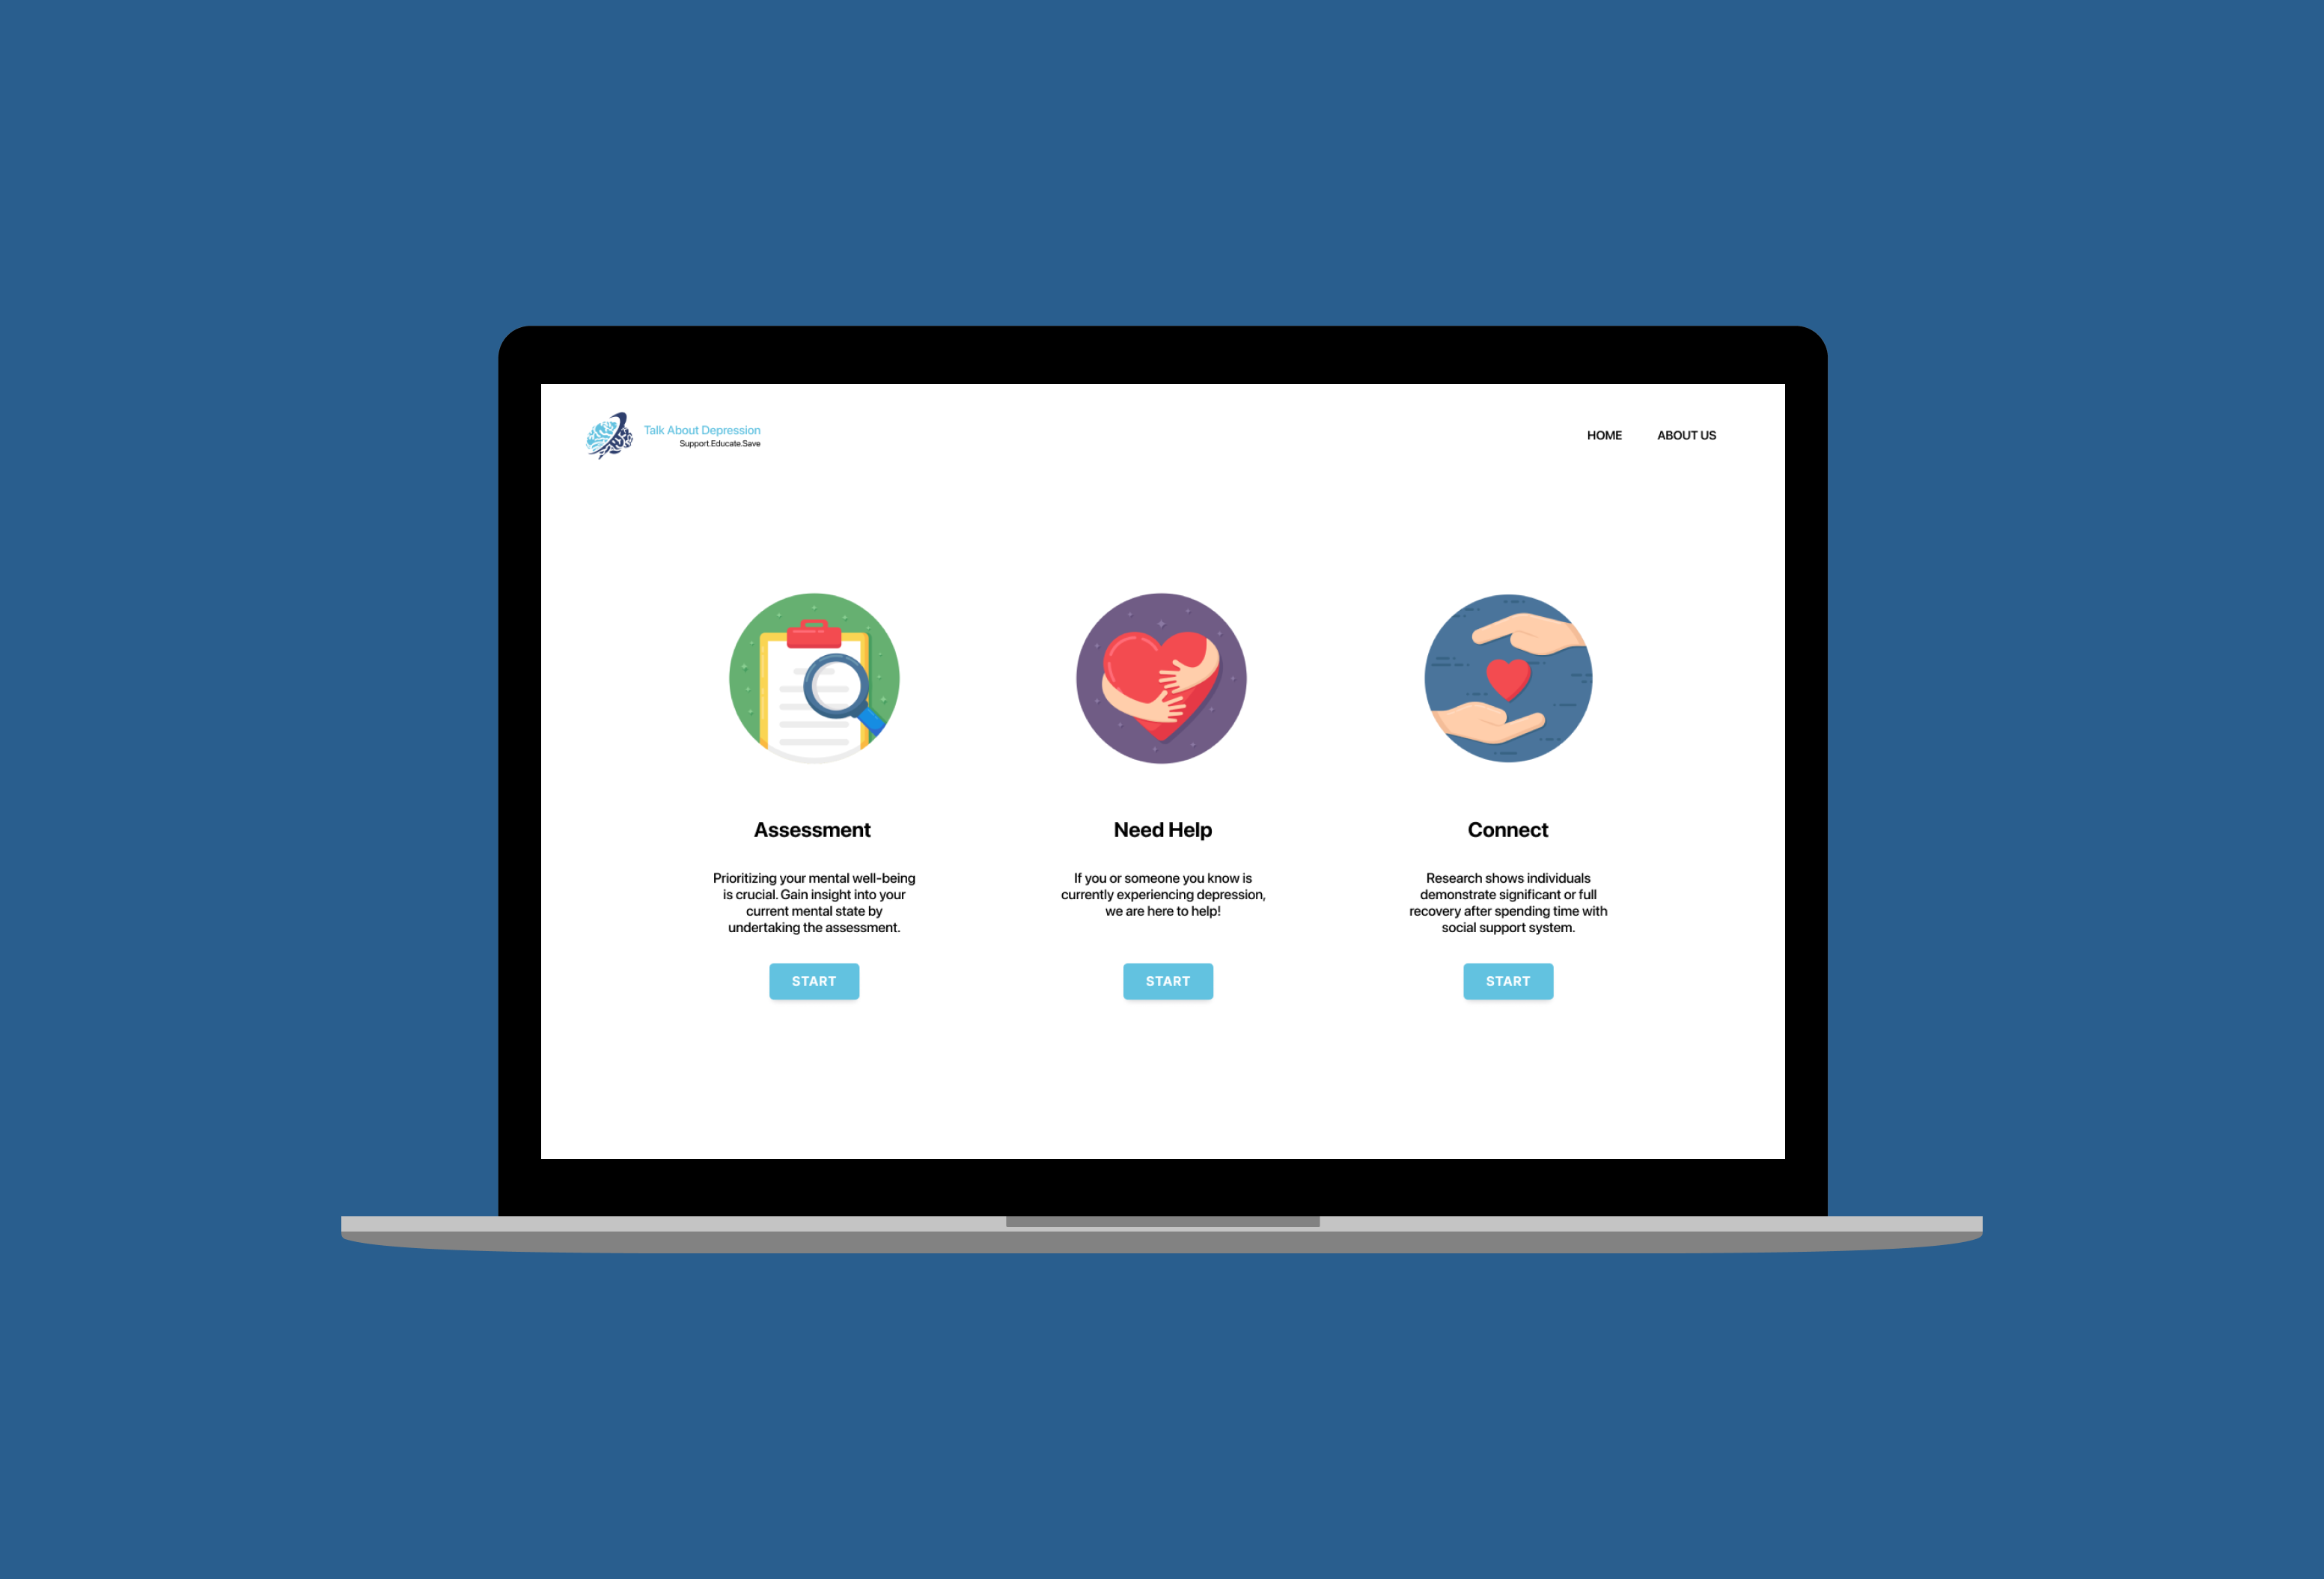 Talk About Depression
Support.Educate.Save
HOME
ABOUT US
Assessment
Prioritizing your mental well-being
is crucial. Gain insight into your
current mental state by
undertaking the assessment.
START
Need Help
If you or someone you know is
currently experiencing depression,
we are here to help!
START
Connect
Research shows individuals
demonstrate significant or full
recovery after spending time with
social support system.
START